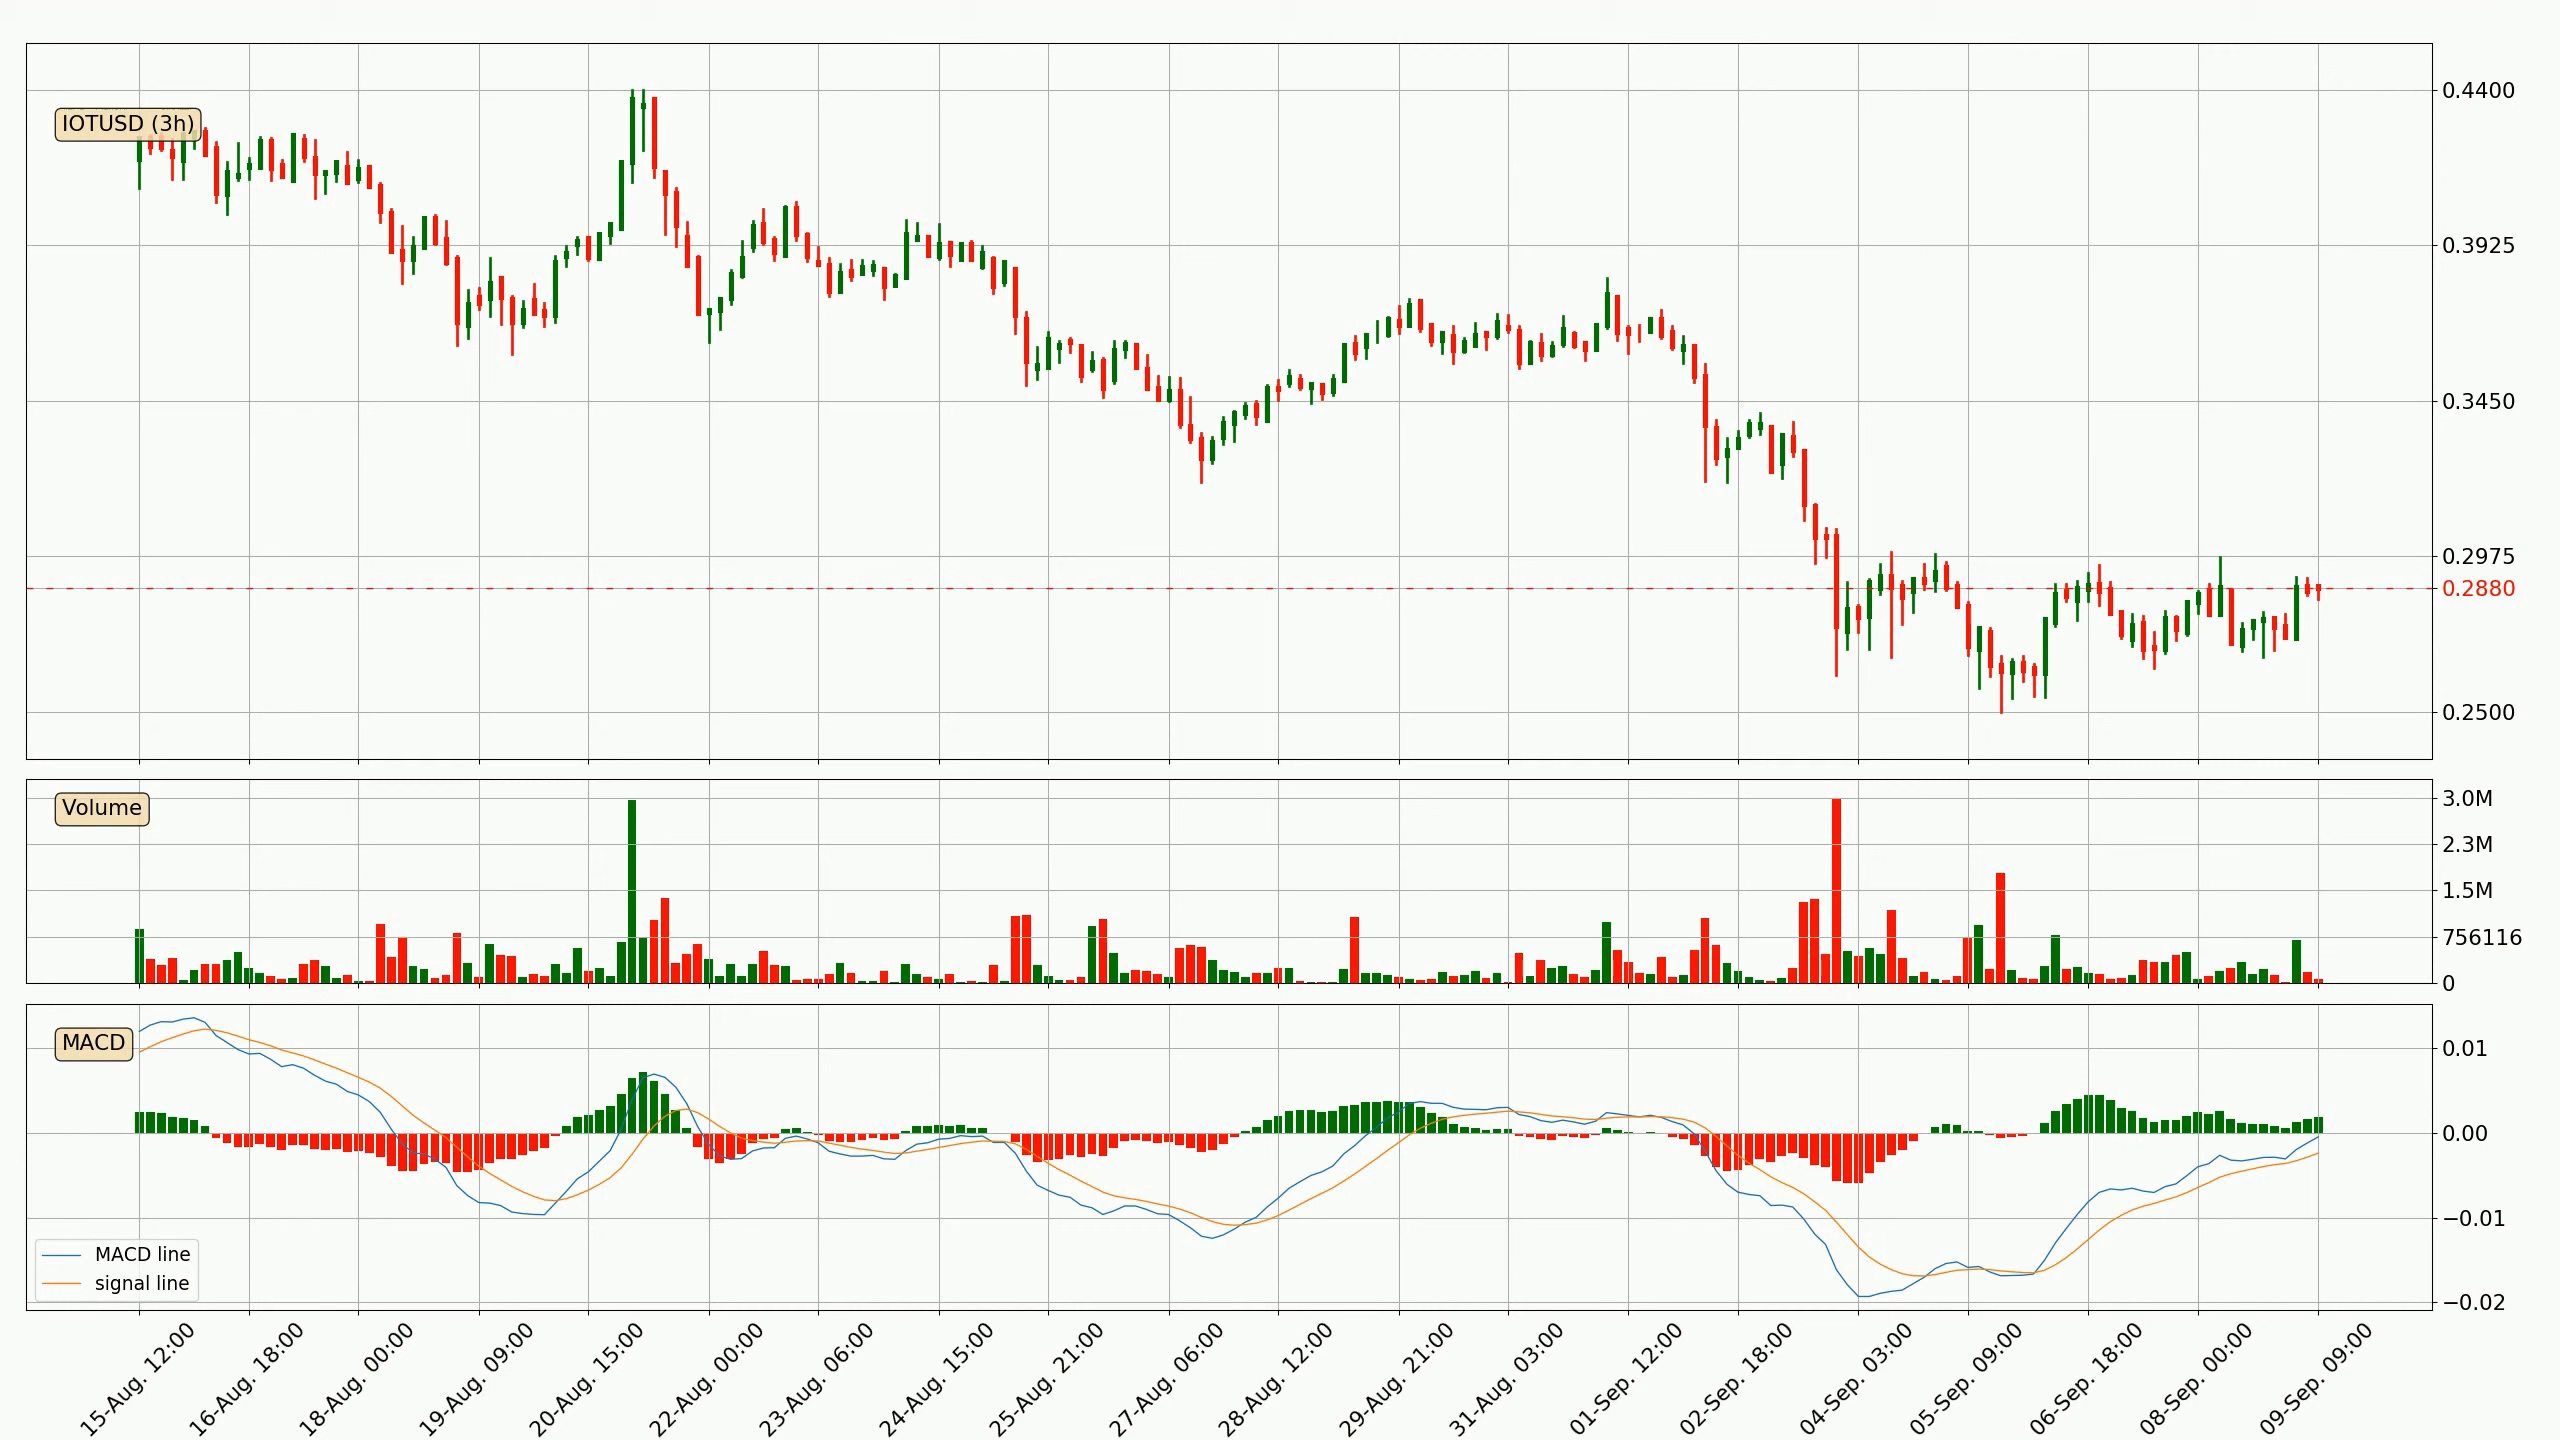 IOTUSD (3h)
0.4400
0.3925
0.3450
0.2975
0.2880
0.2500
Volume
3.0M
2.3M
1.5M
756116
0
MACD
0.01
0.00
−0.01
−0.02
MACD line
signal line
15-Aug. 12:00
16-Aug. 18:00
18-Aug. 00:00
19-Aug. 09:00
20-Aug. 15:00
22-Aug. 00:00
23-Aug. 06:00
24-Aug. 15:00
25-Aug. 21:00
27-Aug. 06:00
28-Aug. 12:00
29-Aug. 21:00
31-Aug. 03:00
01-Sep. 12:00
02-Sep. 18:00
04-Sep. 03:00
05-Sep. 09:00
06-Sep. 18:00
08-Sep. 00:00
09-Sep. 09:00